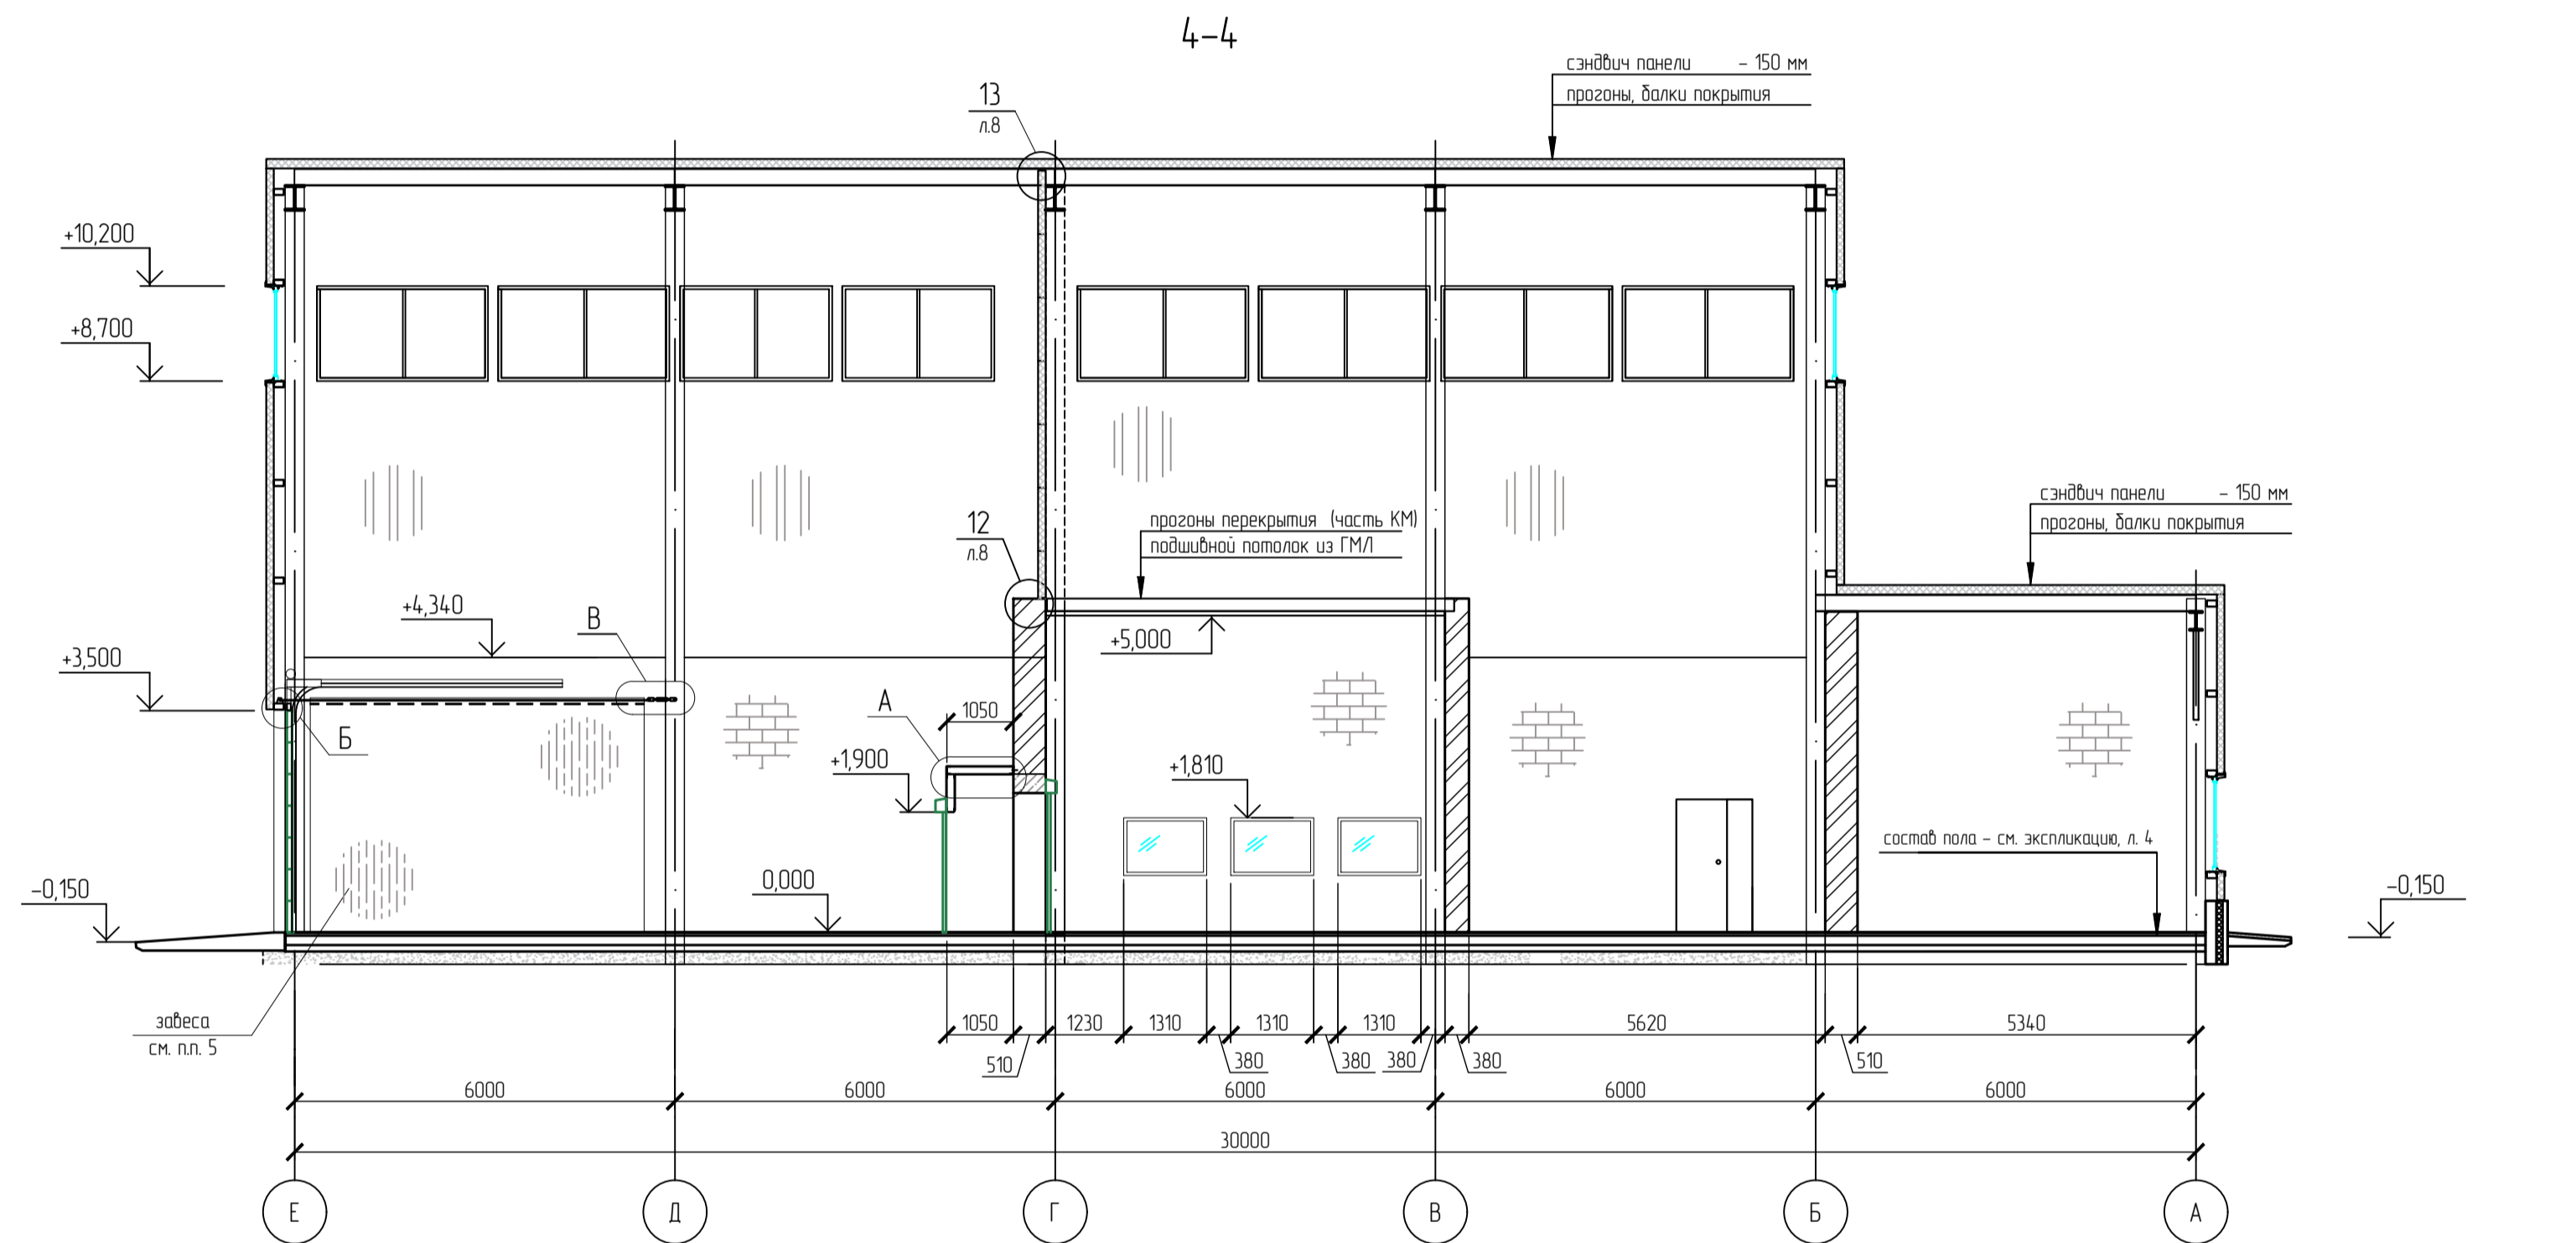 4-4
сэндвич панели - 150 мм
прогоны, балки покрытия
13
л.8
+10,200
+8,700
сэндвич панели - 150 мм
прогоны, балки покрытия
12
л.8
прогоны перекрытия (часть КМ)
подшивной потолок из ГМЛ
+4,340
В
+5,000
+3,500
А
1050
Б
+1,900
+1,810
состав пола - см. экспликацию, л. 4
0,000
-0,150
-0,150
завеса
см. п.п. 5
1050
1230
1310
1310
1310
5620
5340
510
380
380
380
380
510
6000
6000
6000
6000
6000
30000
Е
Д
Г
В
Б
А